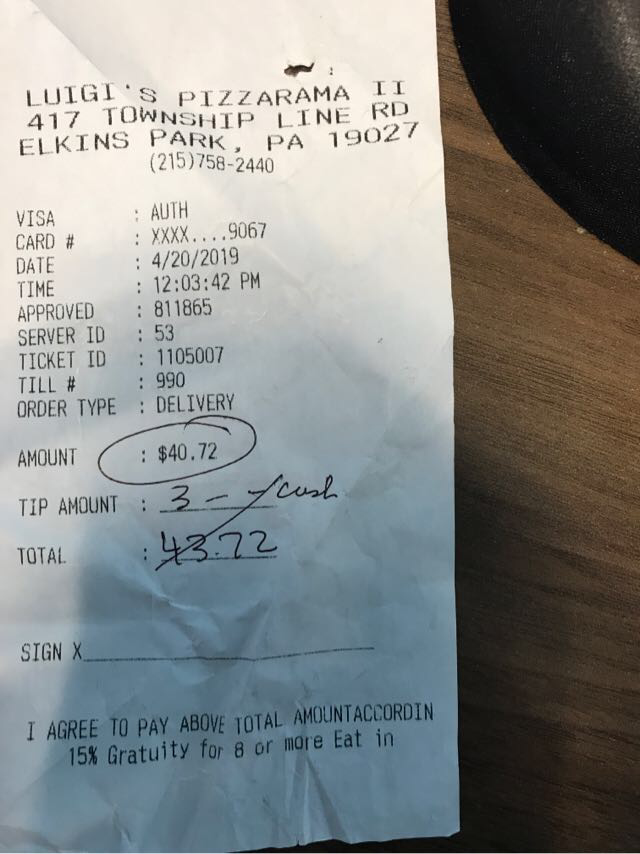 LUIGI'S PIZZARAMA II
417 TOWNSHIP LINE RD
ELKINS PARK, PA 19027
(215)758-2440
VISA : AUTH
CARD # : XXXX....9067
DATE : 4/20/2019
TIME : 12:03:42 PM
APPROVED : 811865
SERVER ID : 53
TICKET ID : 1105007
TILL # : 990
ORDER TYPE : DELIVERY
AMOUNT : $40.72
TIP AMOUNT : 3 - cash
TOTAL : 43.72
SIGN X
I AGREE TO PAY ABOVE TOTAL AMOUNTACCORDIN
15% Gratuity for 8 or more Eat in